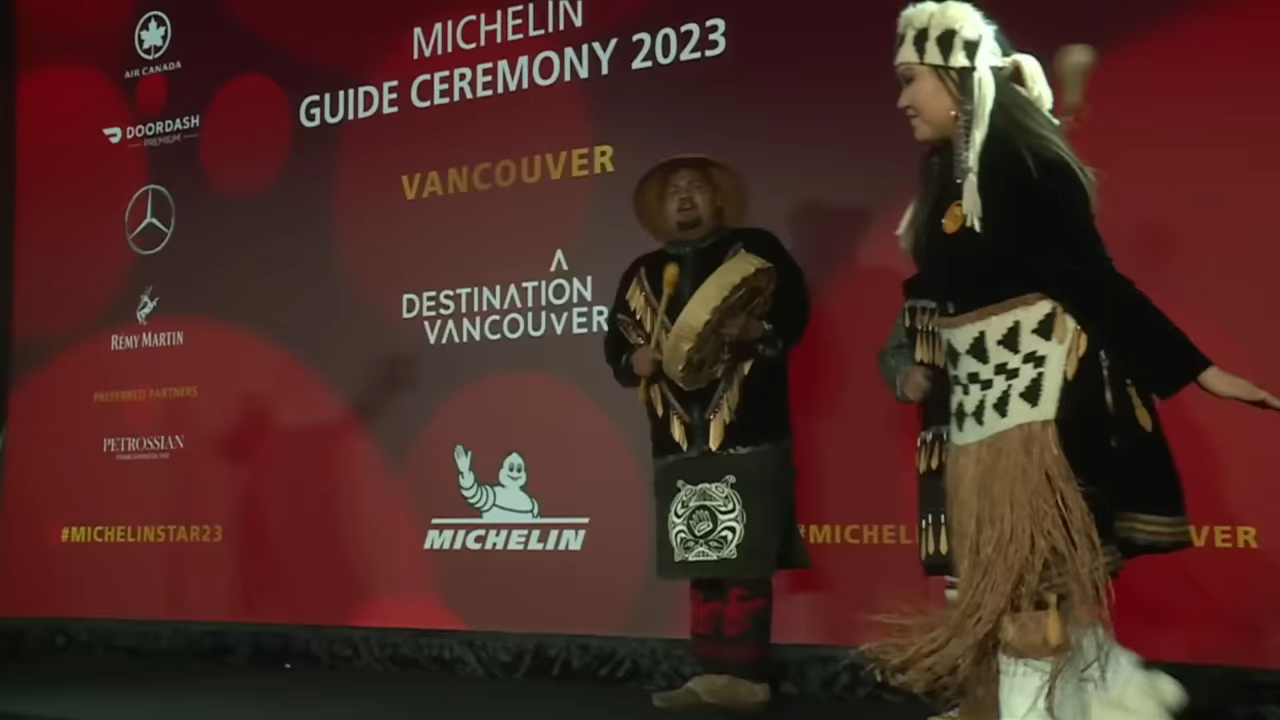 AIR CANADA
DOORDASH
PREMIUM
RÉMY MARTIN
PREFERRED PARTNERS
PETROSSIAN
#MICHELINSTAR23
MICHELIN
GUIDE CEREMONY 2023
VANCOUVER
DESTINATION
VANCOUVER
MICHELIN
#MICHEL
VER